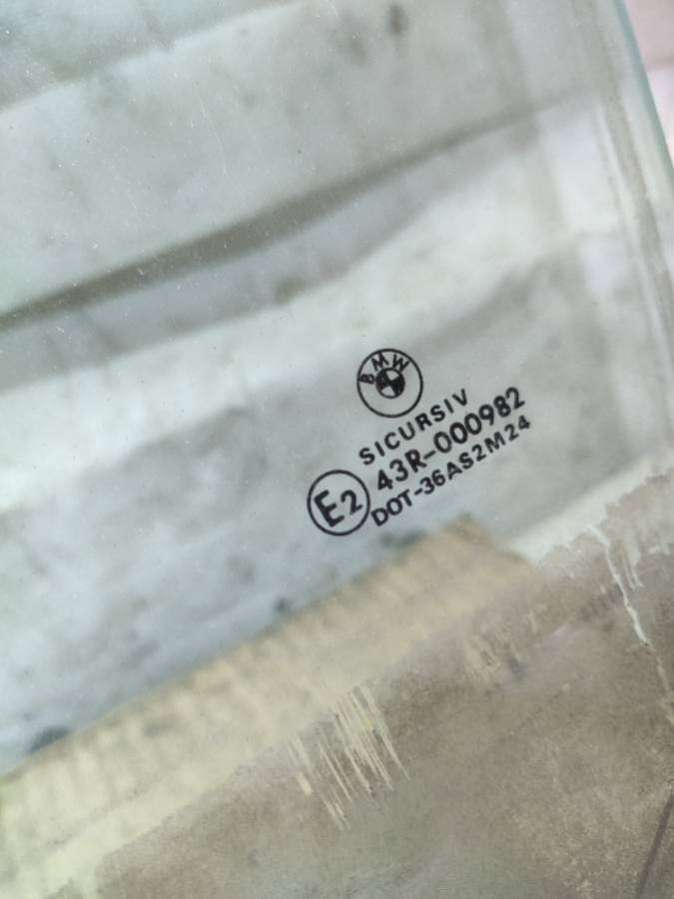 BMW
SICURSIV
E2 43R-000982
DOT-36AS2M24